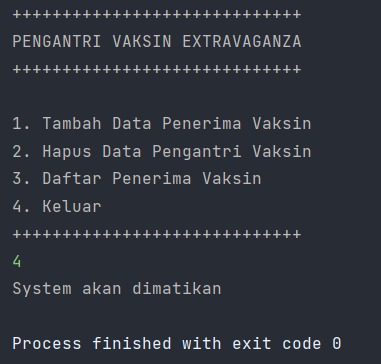 +++++++++++++++++++++++++++++
PENGANTRI VAKSIN EXTRAVAGANZA
+++++++++++++++++++++++++++++
1. Tambah Data Penerima Vaksin
2. Hapus Data Pengantri Vaksin
3. Daftar Penerima Vaksin
4. Keluar
+++++++++++++++++++++++++++++
4
System akan dimatikan
Process finished with exit code 0